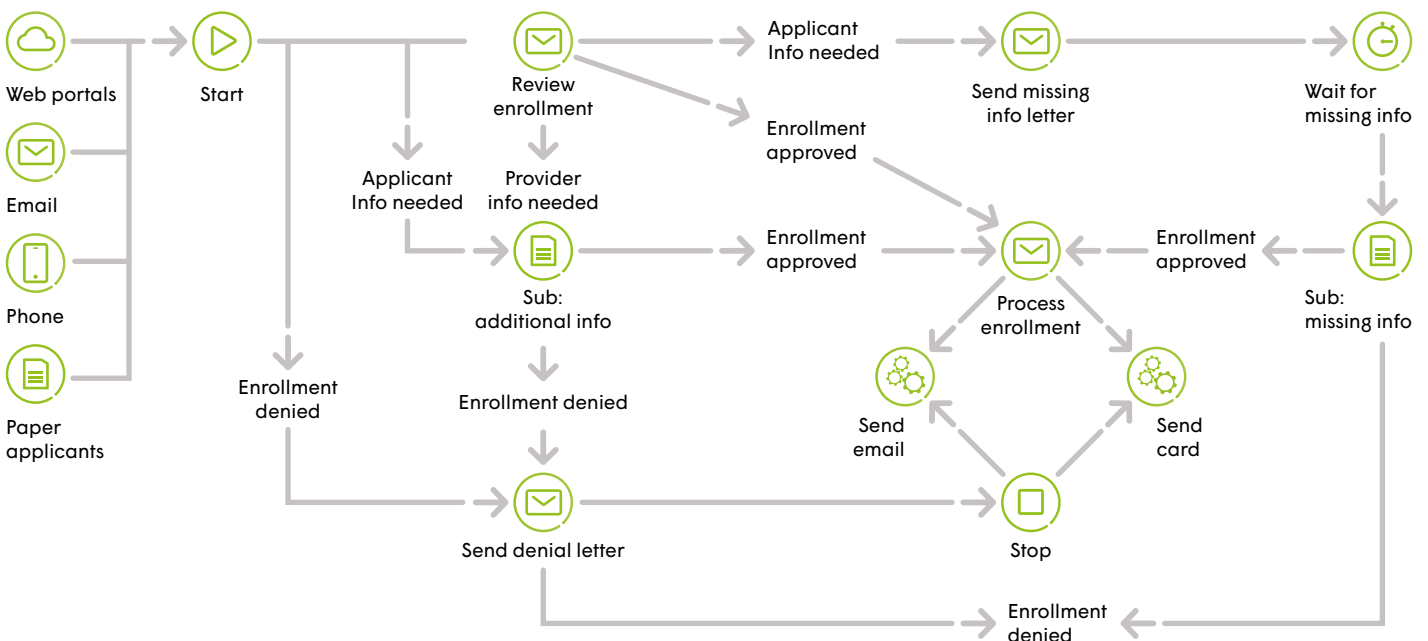 Web portals
Start
Review
enrollment
Applicant
Info needed
Send missing
info letter
Wait for
missing info
Email
Applicant
Info needed
Provider
info needed
Enrollment
approved
Phone
Sub:
additional info
Enrollment
approved
Process
enrollment
Enrollment
approved
Sub:
missing info
Paper
applicants
Enrollment
denied
Enrollment denied
Send
email
Send
card
Send denial letter
Stop
Enrollment
denied